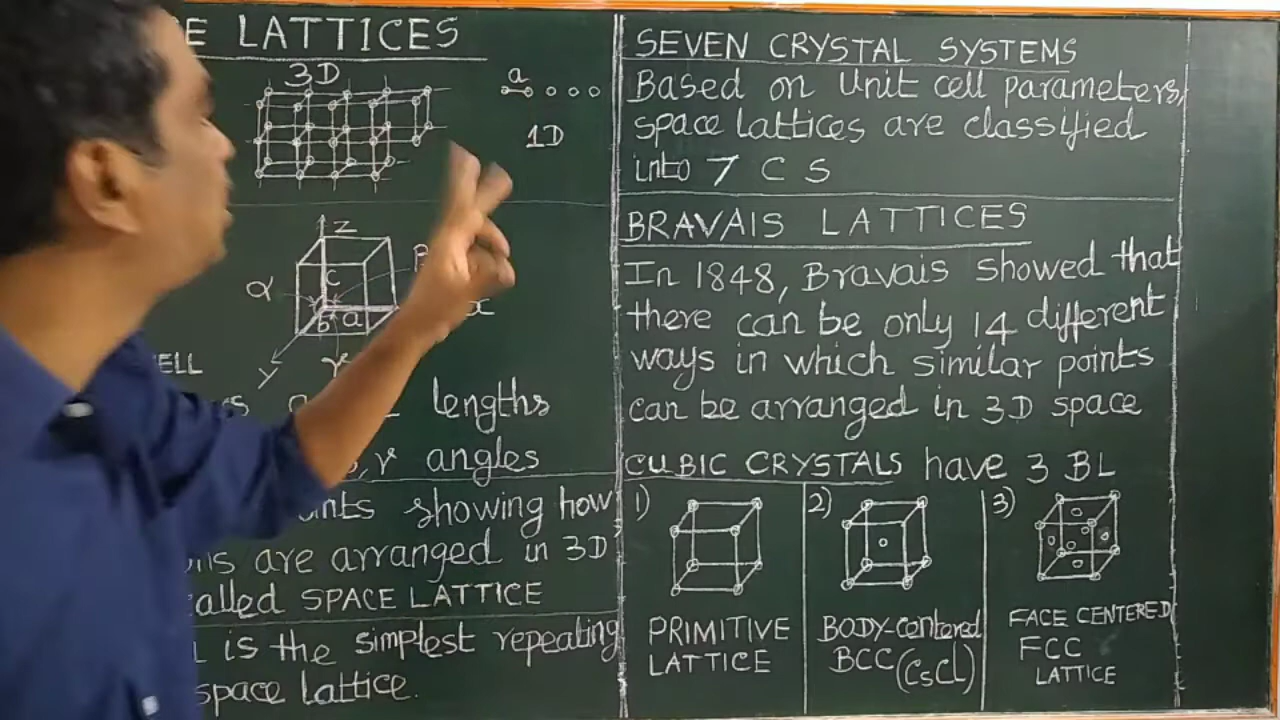 E LATTICES
3D
a
1D
Z
α
C
b
a
x
Y
γ
ELL
lengths
γ angles
ints showing how
are arranged in 3D
alled SPACE LATTICE
L is the simplest repeating
space lattice.
SEVEN CRYSTAL SYSTEMS
Based on Unit cell parameters,
space lattices are classified
into 7 C S
BRAVAIS LATTICES
In 1848, Bravais showed that
there can be only 14 different
ways in which similar points
can be arranged in 3D space
CUBIC CRYSTALS have 3 BL
1)
2)
3)
PRIMITIVE
LATTICE
BODY-centered
BCC (CsCl)
FACE CENTERED
FCC
LATTICE